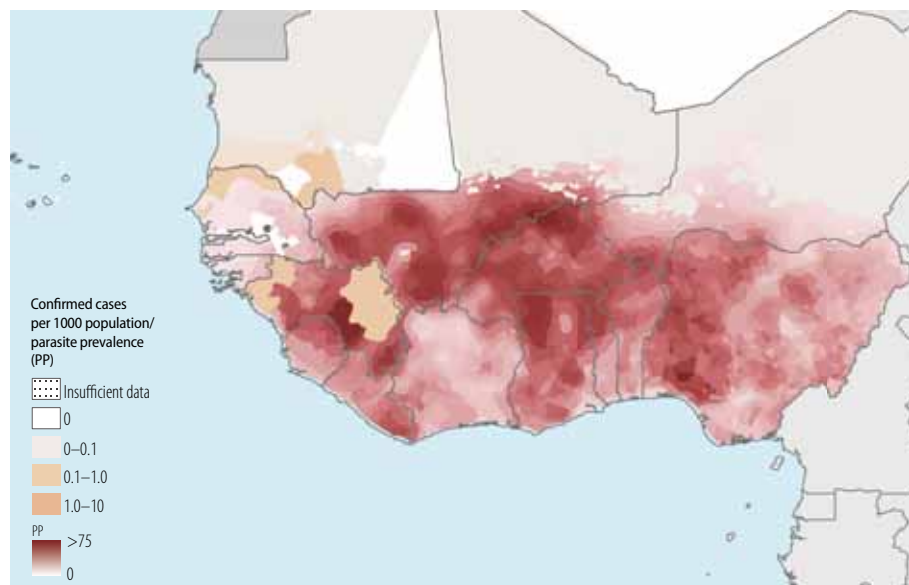 Confirmed cases
per 1000 population/
parasite prevalence
(PP)
Insufficient data
0
0–0.1
0.1–1.0
1.0–10
PP
>75
0